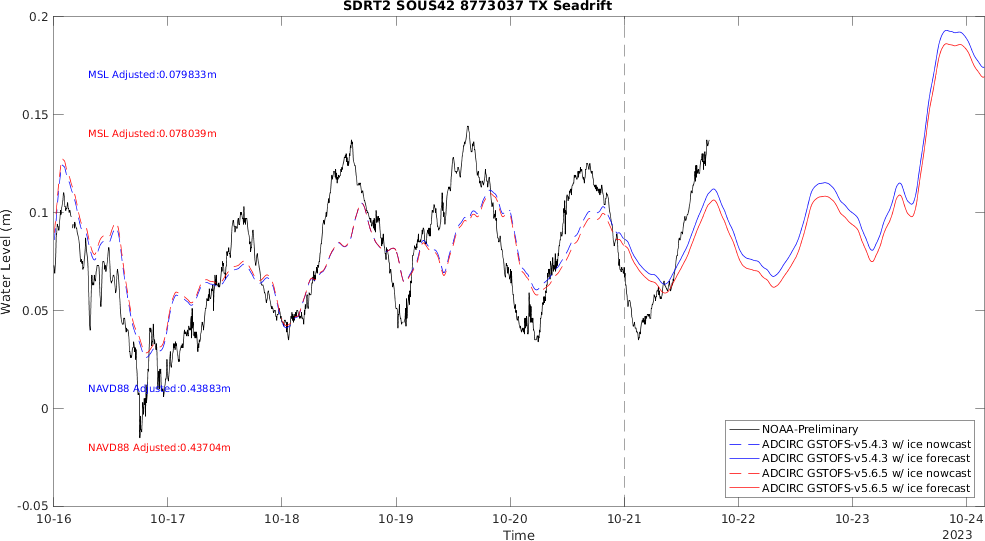 SDRT2 SOUS42 8773037 TX Seadrift
0.2
0.15
0.1
0.05
0
-0.05
Water Level (m)
MSL Adjusted:0.079833m
MSL Adjusted:0.078039m
NAVD88 Adjusted:0.43883m
NAVD88 Adjusted:0.43704m
NOAA-Preliminary
ADCIRC GSTOFS-v5.4.3 w/ ice nowcast
ADCIRC GSTOFS-v5.4.3 w/ ice forecast
ADCIRC GSTOFS-v5.6.5 w/ ice nowcast
ADCIRC GSTOFS-v5.6.5 w/ ice forecast
10-16 10-17 10-18 10-19 10-20 10-21 10-22 10-23 10-24
2023
Time